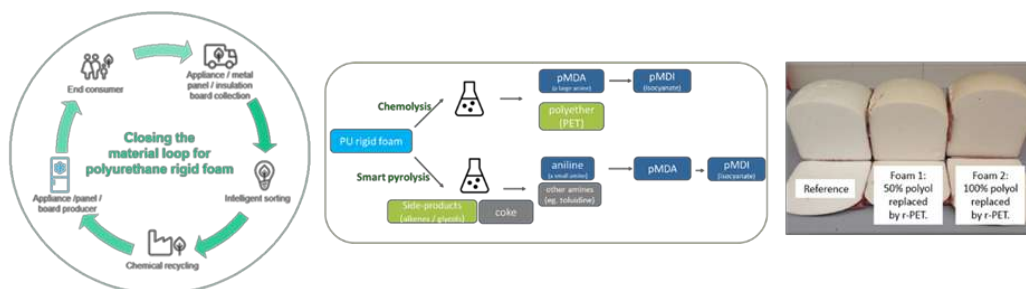 End consumer
Appliance / metal
panel / insulation
board collection
Closing the
material loop for
polyurethane rigid foam
Appliance /panel /
board producer
Intelligent sorting
Chemical recycling
PU rigid foam
Chemolysis
pMDA
(a large amine)
pMDI
(isocyanate)
polyether
(PET)
Smart pyrolysis
aniline
(a small amine)
pMDA
pMDI
(isocyanate)
other amines
(eg. toluidine)
Side-products
(alkenes / glycols)
coke
Reference
Foam 1:
50% polyol
replaced
by r-PET.
Foam 2:
100% polyol
replaced
by r-PET.